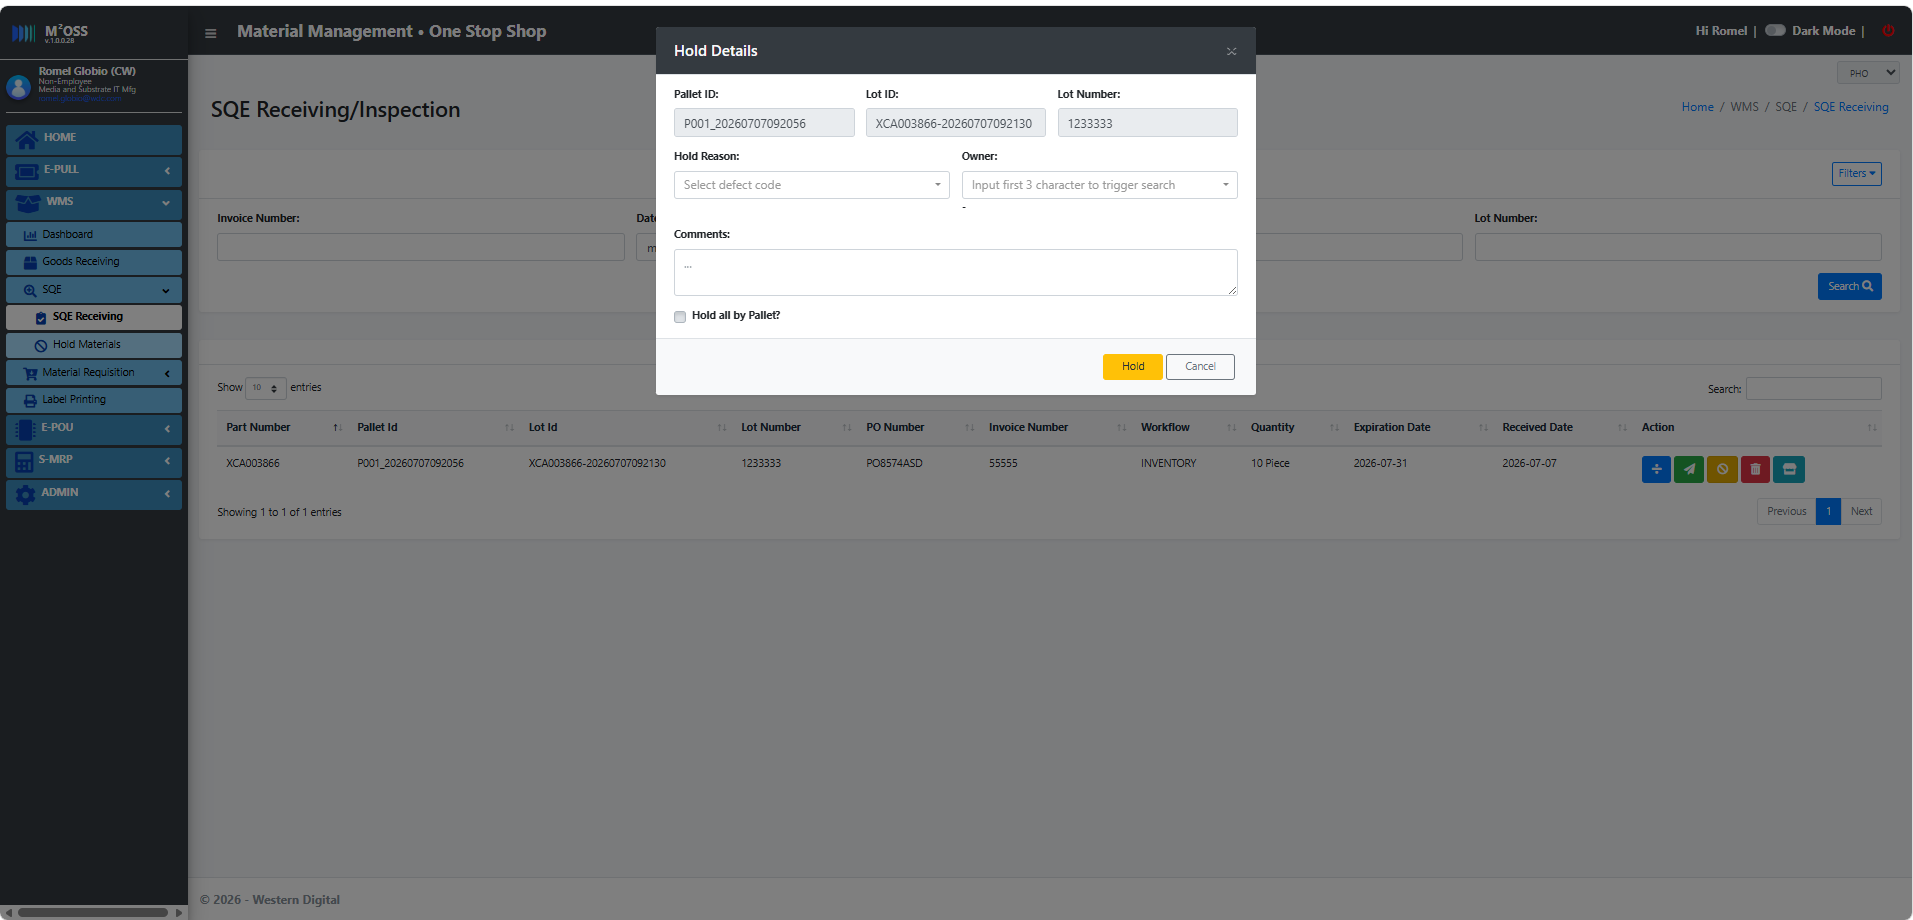 M²OSS
v.1.0.0.28
Material Management • One Stop Shop
Hi Romel | Dark Mode |
Romel Globio (CW)
Non-Employee
Media and Substrate IT Mfg
HOME
E-PULL
WMS
Dashboard
Goods Receiving
SQE
SQE Receiving
Hold Materials
Material Requisition
Label Printing
E-POU
S-MRP
ADMIN
PHO
SQE Receiving/Inspection
Home / WMS / SQE / SQE Receiving
Filters
Invoice Number:
Date
m
Lot Number:
Search
Hold Details
Pallet ID: Lot ID: Lot Number:
P001_20260707092056 XCA003866-20260707092130 1233333
Hold Reason: Owner:
Select defect code Input first 3 character to trigger search
-
Comments:
...
Hold all by Pallet?
Hold Cancel
Show 10 entries
Search:
Part Number Pallet Id Lot Id Lot Number PO Number Invoice Number Workflow Quantity Expiration Date Received Date Action
XCA003866 P001_20260707092056 XCA003866-20260707092130 1233333 PO8574ASD 55555 INVENTORY 10 Piece 2026-07-31 2026-07-07
Showing 1 to 1 of 1 entries
Previous 1 Next
© 2026 - Western Digital